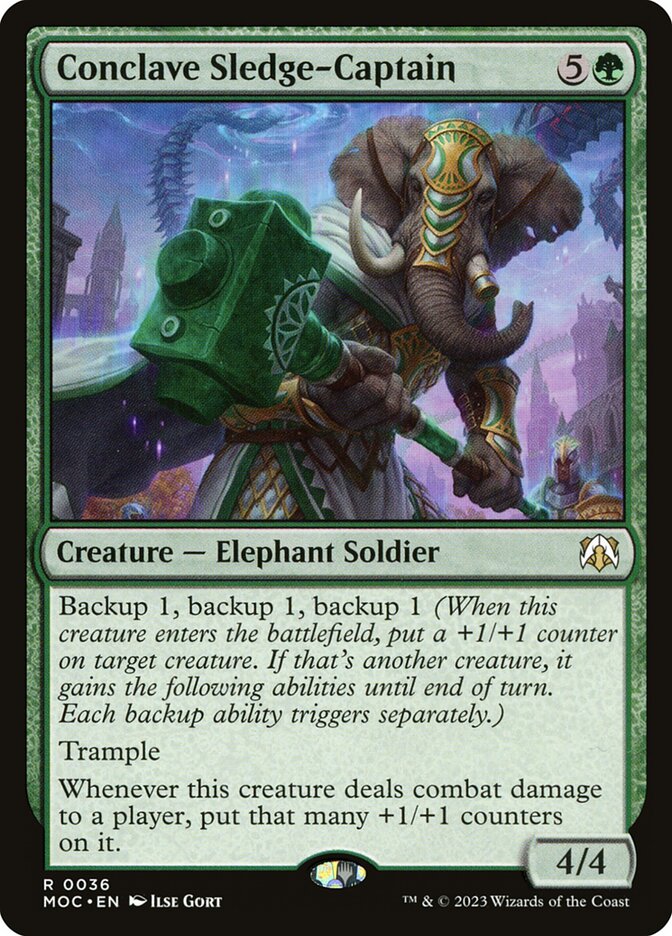 Conclave Sledge-Captain 5
Creature — Elephant Soldier
Backup 1, backup 1, backup 1 (When this
creature enters the battlefield, put a +1/+1 counter
on target creature. If that's another creature, it
gains the following abilities until end of turn.
Each backup ability triggers separately.)
Trample
Whenever this creature deals combat damage
to a player, put that many +1/+1 counters
on it.
4/4
R 0036
MOC • EN Ilse Gort ™ & © 2023 Wizards of the Coast